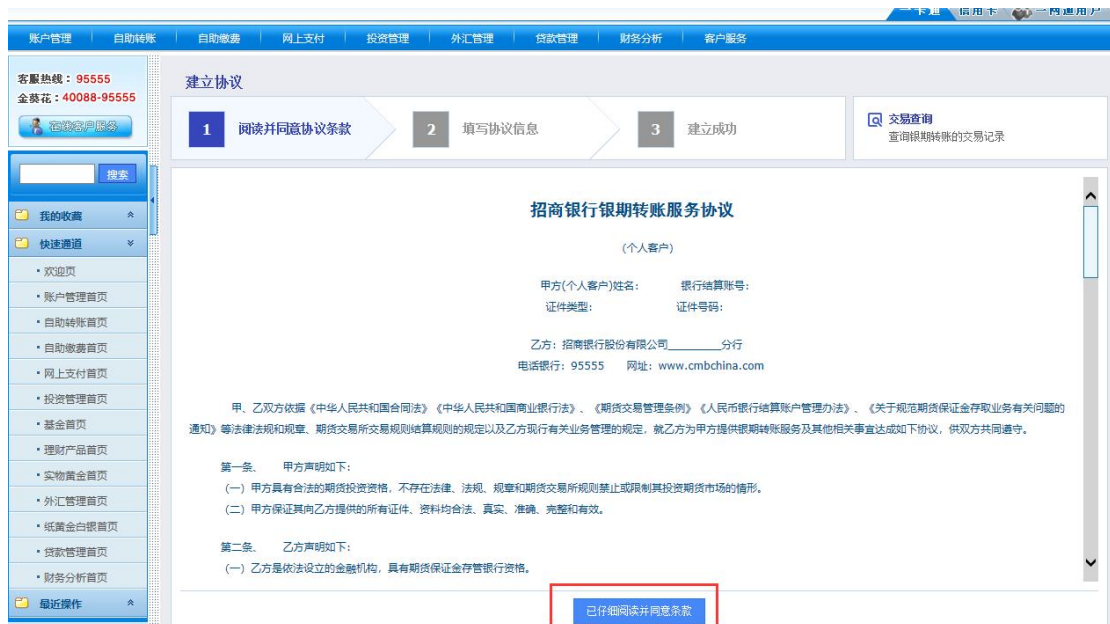 一卡通 信用卡 一网通用户
账户管理 自助转账 自助缴费 网上支付 投资管理 外汇管理 贷款管理 财务分析 客户服务
客服热线：95555
金葵花：40088-95555
在线客户服务
搜索
我的收藏
快速通道
欢迎页
账户管理首页
自助转账首页
自助缴费首页
网上支付首页
投资管理首页
基金首页
理财产品首页
实物黄金首页
外汇管理首页
纸黄金白银首页
贷款管理首页
财务分析首页
最近操作
建立协议
1 阅读并同意协议条款 2 填写协议信息 3 建立成功
交易查询
查询银期转账的交易记录
招商银行银期转账服务协议
(个人客户)
甲方(个人客户)姓名： 银行结算账号：
证件类型： 证件号码：
乙方：招商银行股份有限公司________分行
电话银行：95555 网址：www.cmbchina.com
甲、乙双方依据《中华人民共和国合同法》《中华人民共和国商业银行法》、《期货交易管理条例》《人民币银行结算账户管理办法》、《关于规范期货保证金存取业务有关问题的
通知》等法律法规和规章、期货交易所交易规则结算规则的规定以及乙方现行有关业务管理的规定，就乙方为甲方提供银期转账服务及其他相关事宜达成如下协议，供双方共同遵守。
第一条、 甲方声明如下：
(一) 甲方具有合法的期货投资资格，不存在法律、法规、规章和期货交易所规则禁止或限制其投资期货市场的情形。
(二) 甲方保证其向乙方提供的所有证件、资料均合法、真实、准确、完整和有效。
第二条、 乙方声明如下：
(一) 乙方是依法设立的金融机构，具有期货保证金存管银行资格。
已仔细阅读并同意条款